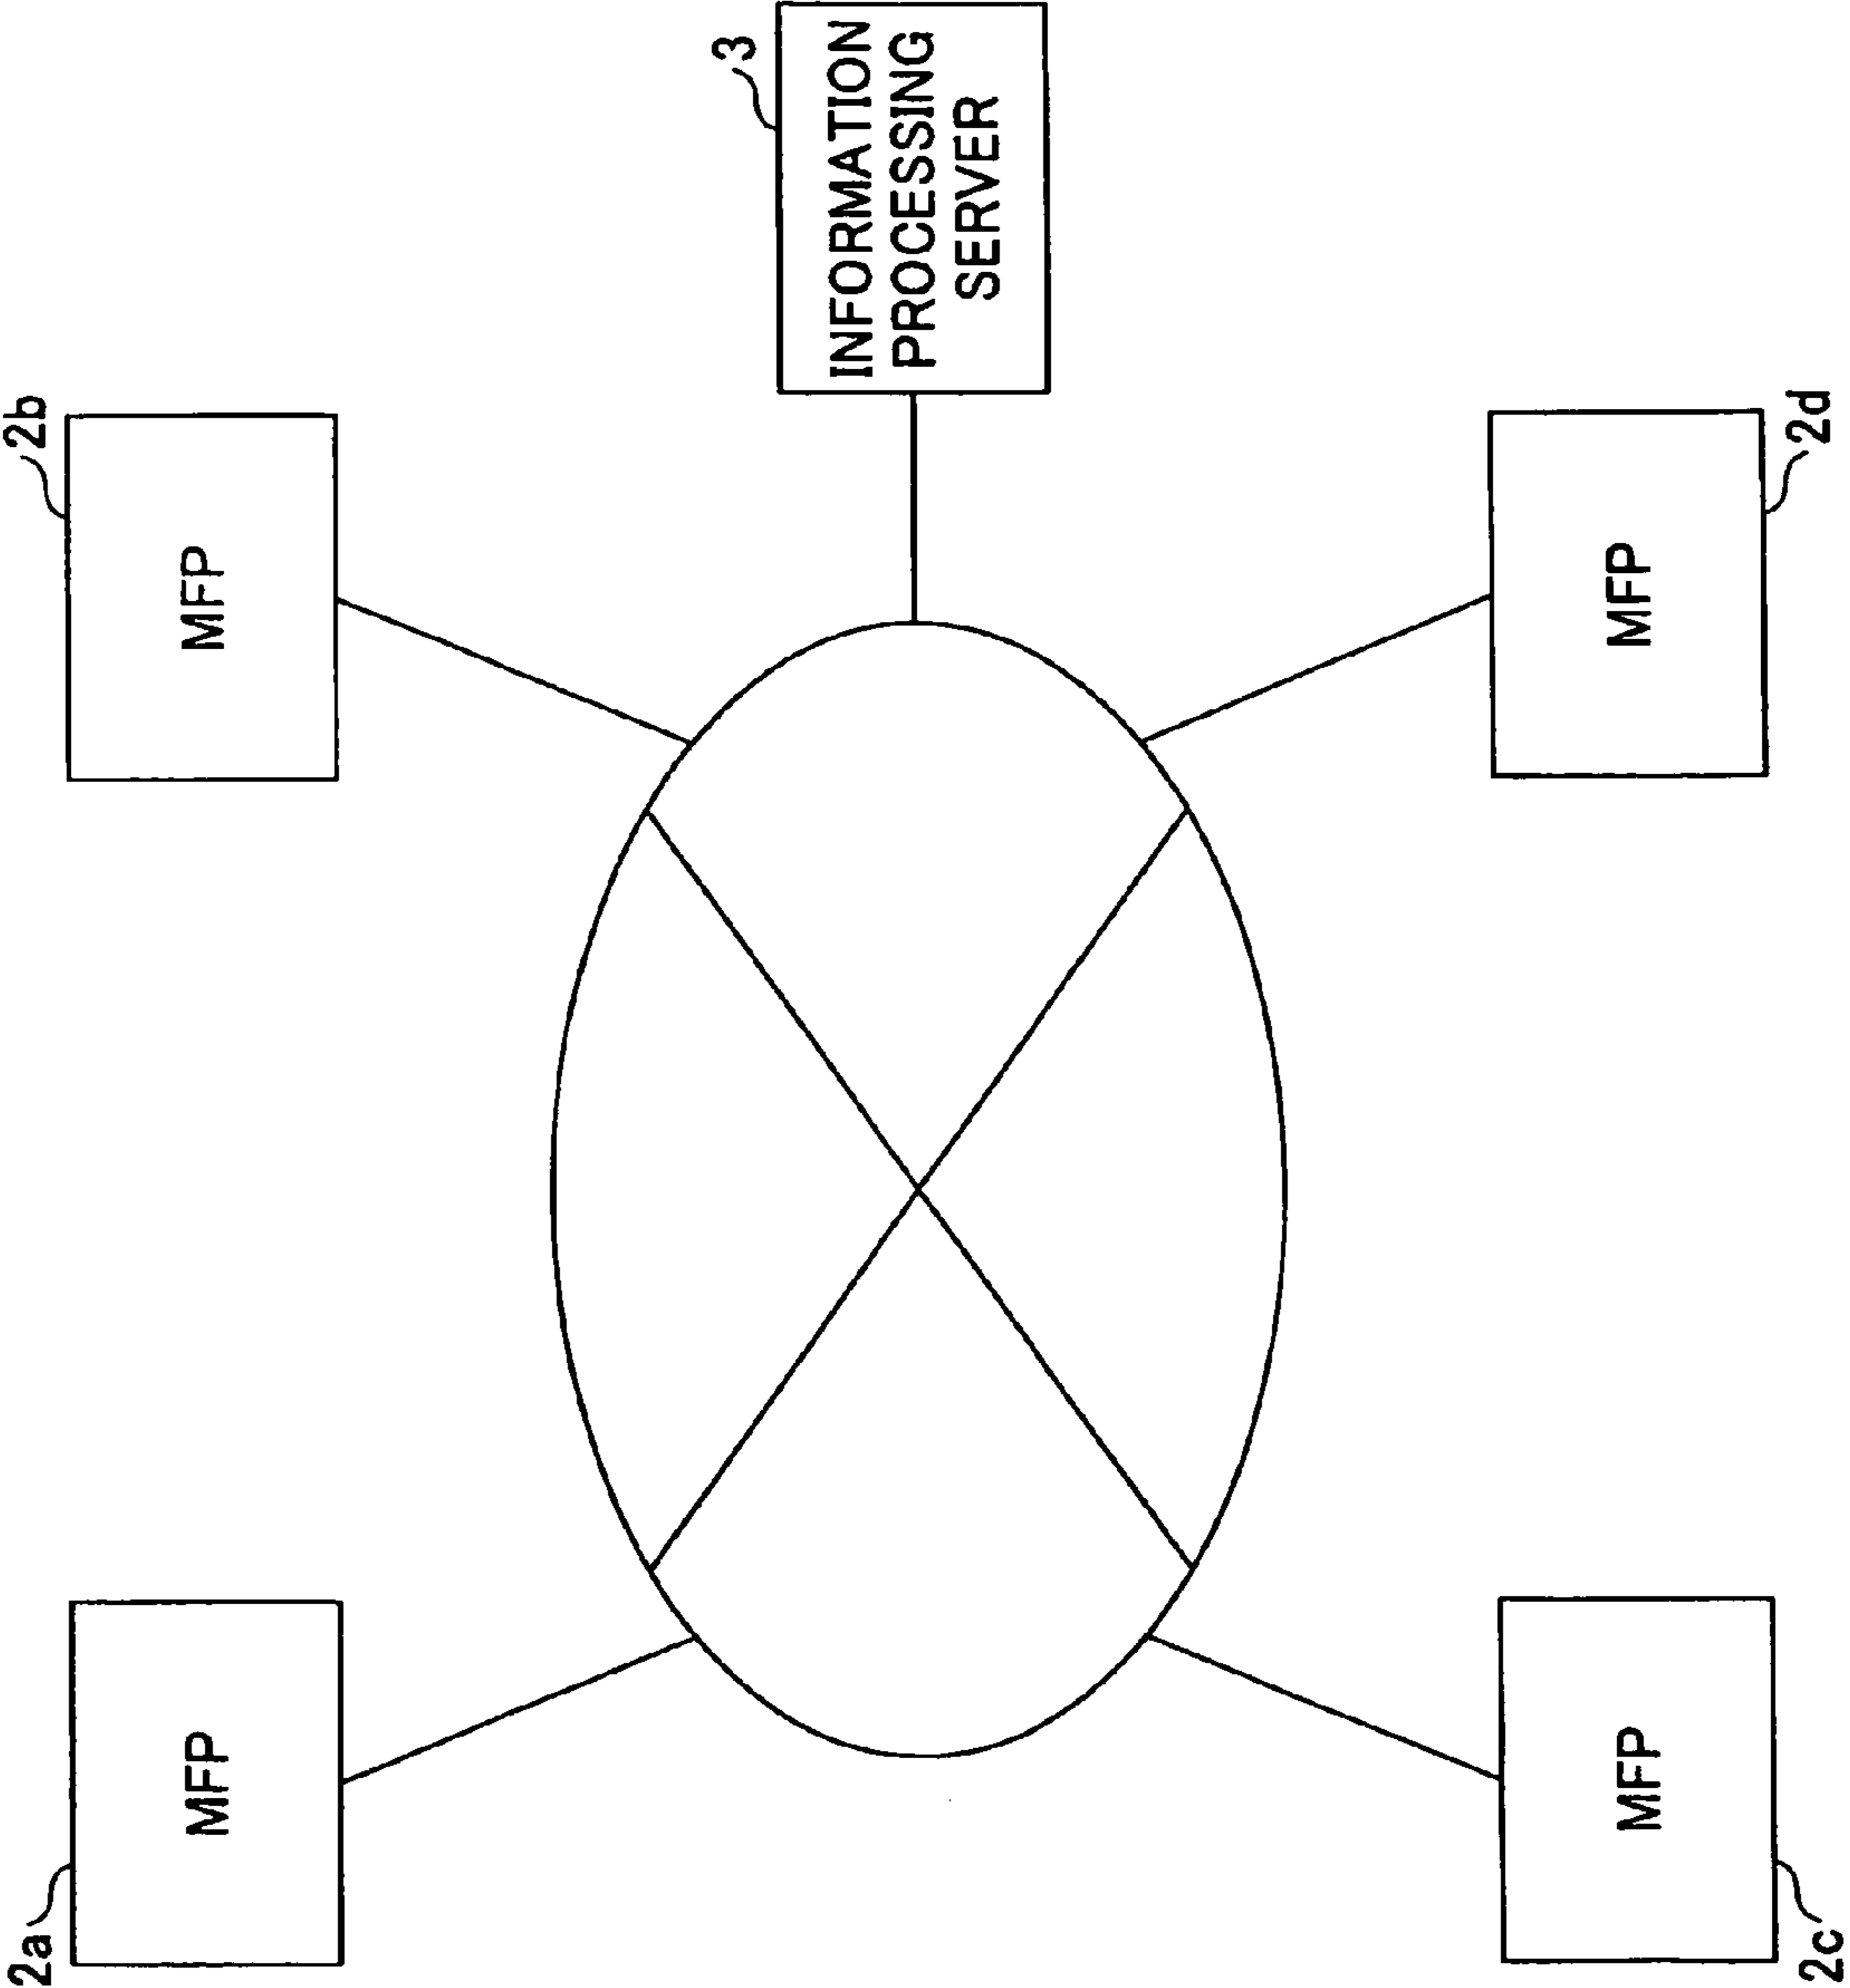 2a
2b
MFP
MFP
3
INFORMATION
PROCESSING
SERVER
MFP
MFP
2c
2d